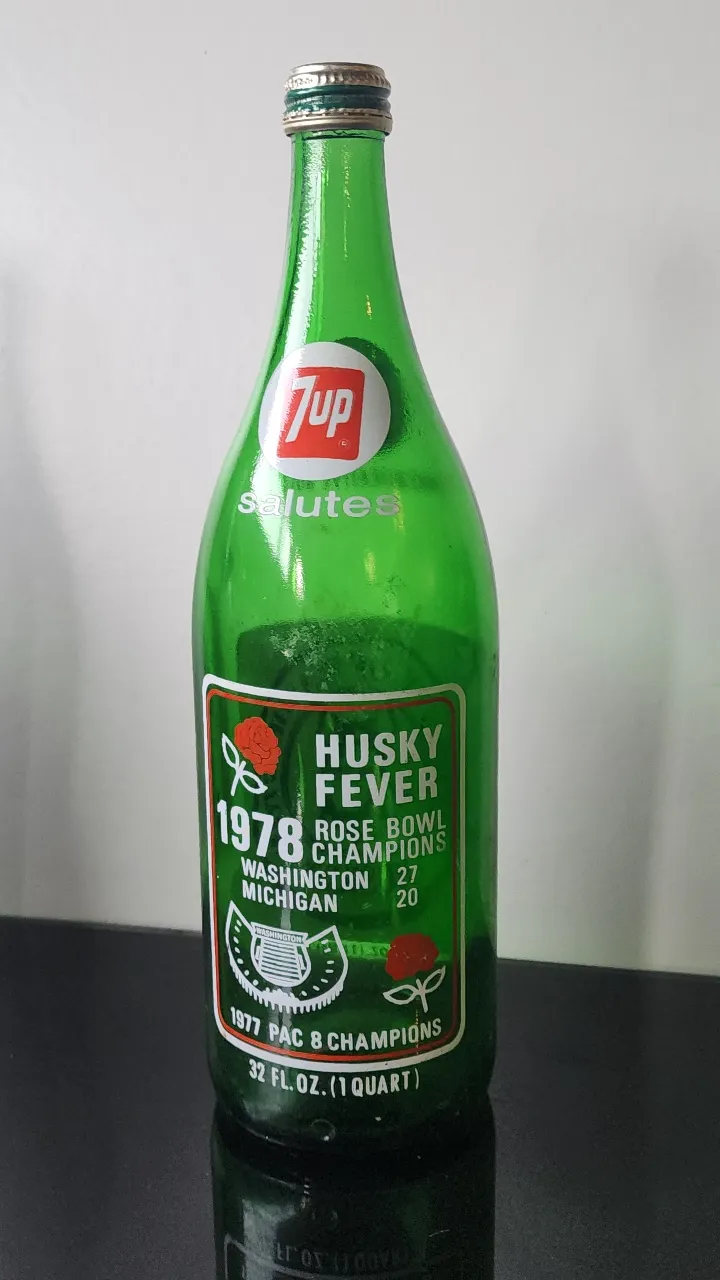 7up
salutes
HUSKY
FEVER
1978 ROSE BOWL
CHAMPIONS
WASHINGTON 27
MICHIGAN 20
WASHINGTON
1977 PAC 8 CHAMPIONS
32 FL. OZ. (1 QUART)